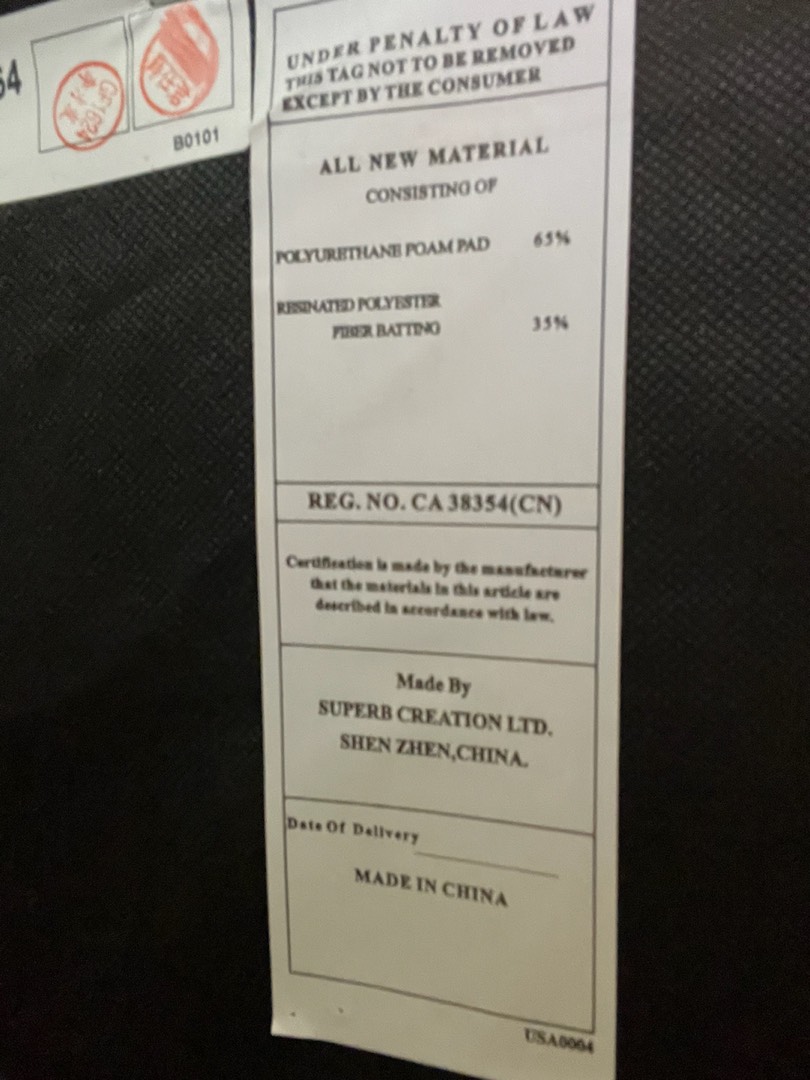 64
B0101
UNDER PENALTY OF LAW
THIS TAG NOT TO BE REMOVED
EXCEPT BY THE CONSUMER
ALL NEW MATERIAL
CONSISTING OF
POLYURETHANE FOAM PAD 65%
RESINATED POLYESTER
FIBER BATTING 35%
REG. NO. CA 38354(CN)
Certification is made by the manufacturer
that the materials in this article are
described in accordance with law.
Made By
SUPERB CREATION LTD.
SHEN ZHEN,CHINA.
Date Of Delivery
MADE IN CHINA
USA0004